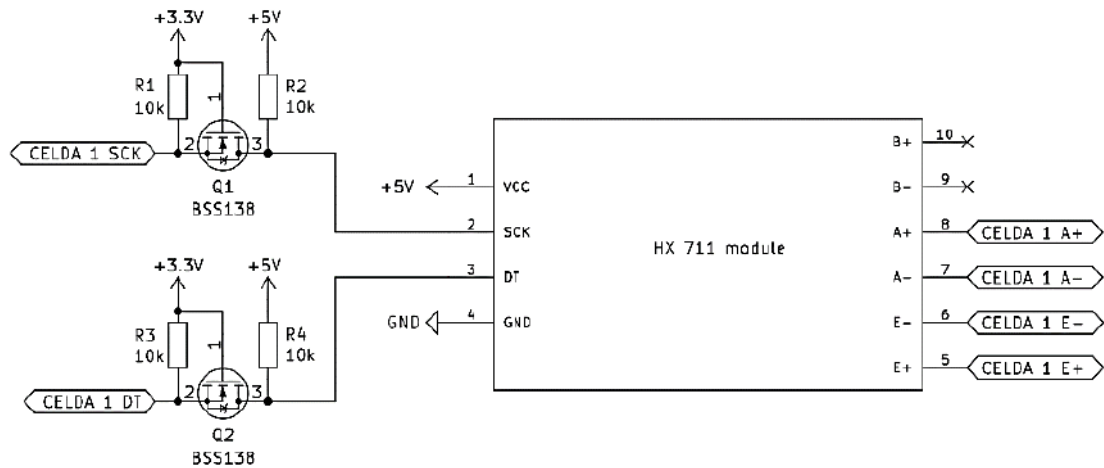 +3.3V
+5V
R1
10k
R2
10k
1
2
3
CELDA 1 SCK
Q1
BSS138
+3.3V
+5V
R3
10k
R4
10k
1
2
3
CELDA 1 DT
Q2
BSS138
+5V
1
VCC
2
SCK
3
DT
GND
4
GND
HX 711 module
B+
10
B-
9
A+
8
CELDA 1 A+
A-
7
CELDA 1 A-
E-
6
CELDA 1 E-
E+
5
CELDA 1 E+